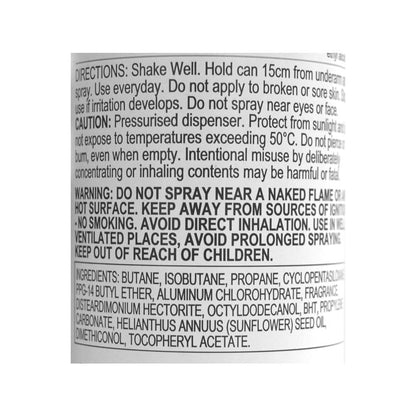 DIRECTIONS: Shake Well. Hold can 15cm from underarm
spray. Use everyday. Do not apply to broken or sore skin.
use if irritation develops. Do not spray near eyes or face.
CAUTION: Pressurised dispenser. Protect from sunlight and
not expose to temperatures exceeding 50°C. Do not pierce
burn, even when empty. Intentional misuse by deliberately
concentrating or inhaling contents may be harmful or fatal.
WARNING: DO NOT SPRAY NEAR A NAKED FLAME OR
HOT SURFACE. KEEP AWAY FROM SOURCES OF IGNITION
- NO SMOKING. AVOID DIRECT INHALATION. USE IN WELL
VENTILATED PLACES, AVOID PROLONGED SPRAYING.
KEEP OUT OF REACH OF CHILDREN.
INGREDIENTS: BUTANE, ISOBUTANE, PROPANE, CYCLOPENTASILOXANE,
PPG-14 BUTYL ETHER, ALUMINUM CHLOROHYDRATE, FRAGRANCE
DISTEARDIMONIUM HECTORITE, OCTYLDODECANOL, BHT, PROPYLENE
CARBONATE, HELIANTHUS ANNUUS (SUNFLOWER) SEED OIL,
DIMETHICONOL, TOCOPHERYL ACETATE.